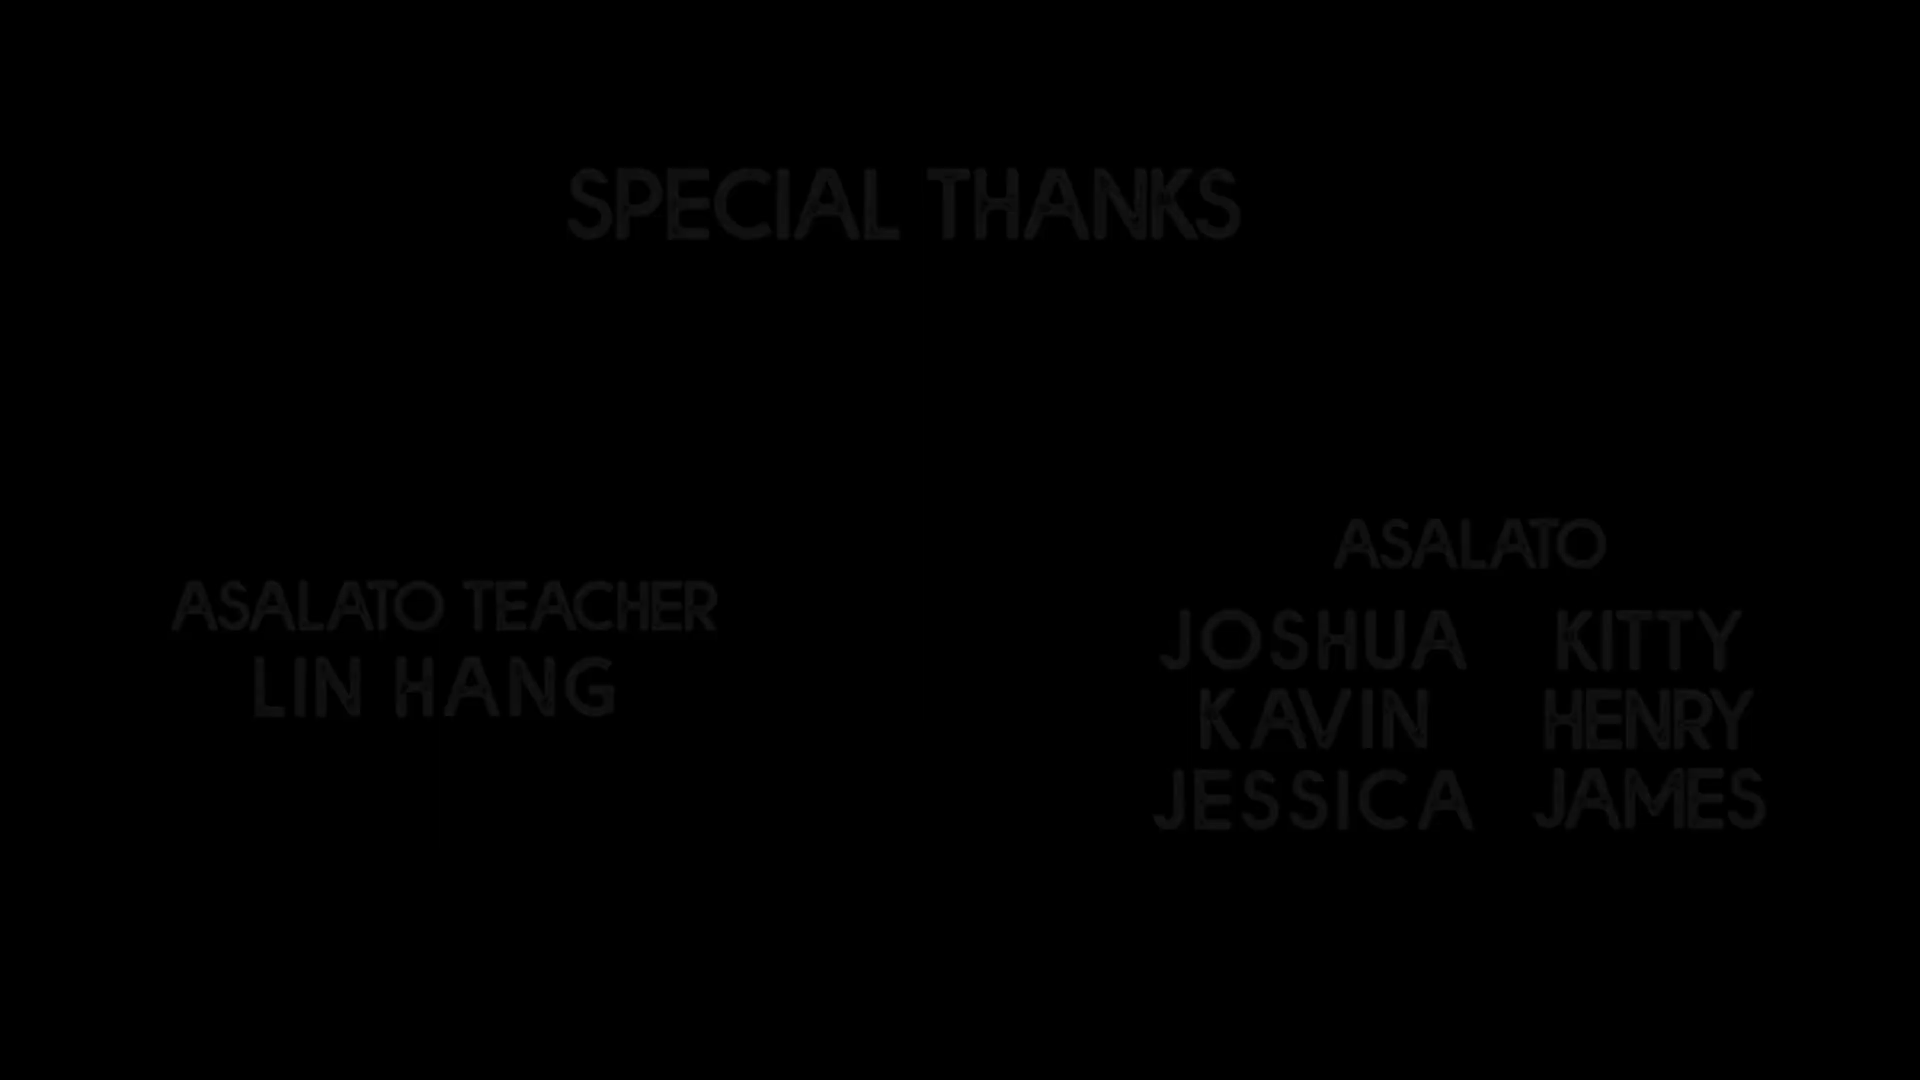 SPECIAL THANKS
ASALATO TEACHER
LIN HANG
ASALATO
JOSHUA KITTY
KAVIN HENRY
JESSICA JAMES